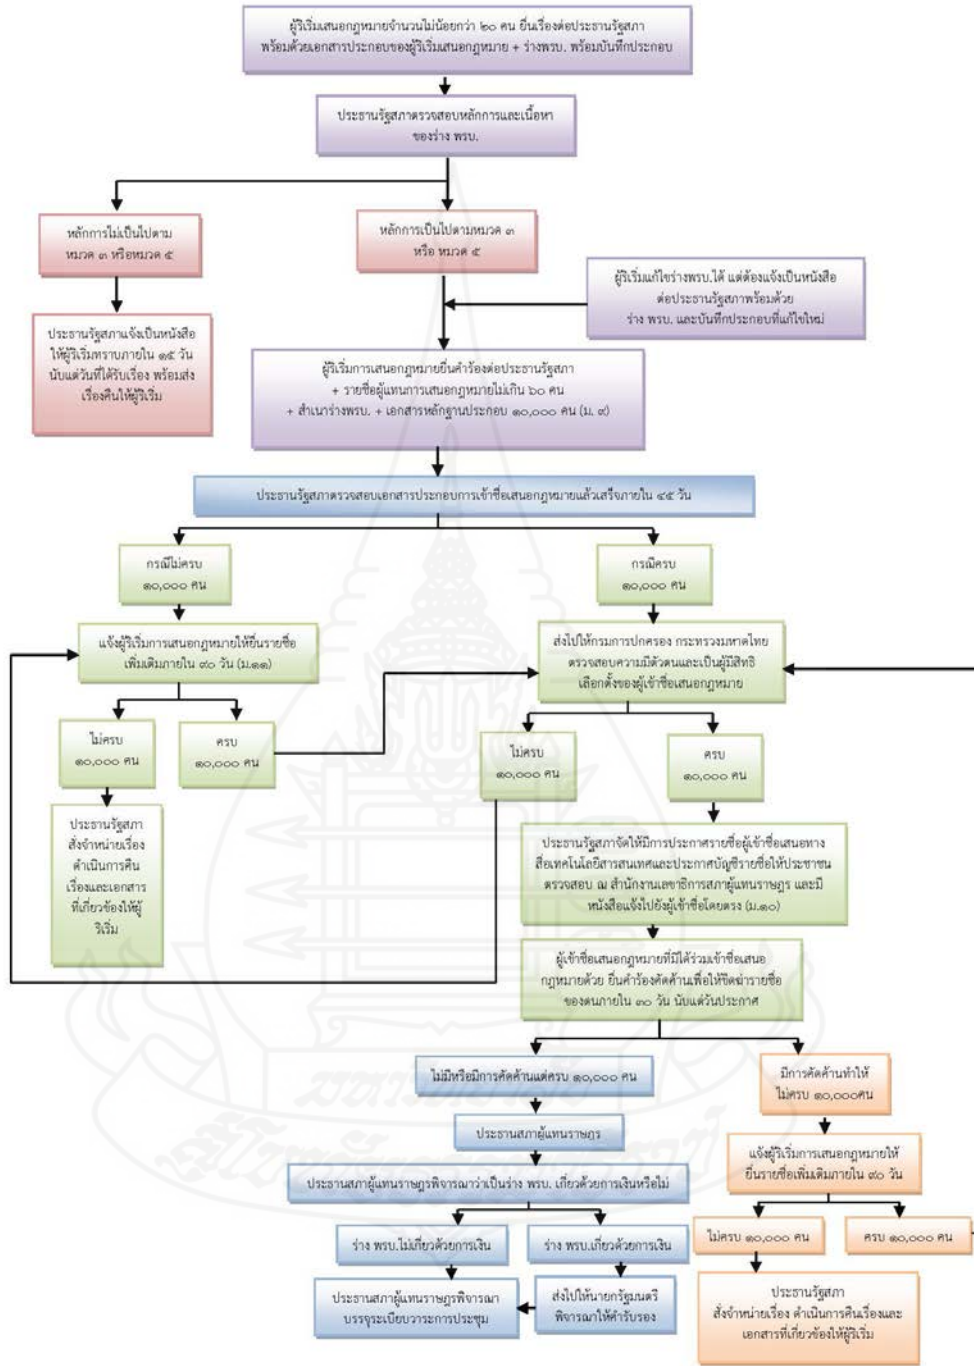 ผู้ริเริ่มเสนอกฎหมายจำนวนไม่น้อยกว่า ๒๐ คน ยื่นเรื่องต่อประธานรัฐสภา
พร้อมด้วยเอกสารประกอบของผู้ริเริ่มเสนอกฎหมาย + ร่างพรบ. พร้อมบันทึกประกอบ
ประธานรัฐสภาตรวจสอบหลักการและเนื้อหา
ของร่าง พรบ.
หลักการไม่เป็นไปตาม
หมวด ๓ หรือหมวด ๕
หลักการเป็นไปตามหมวด ๓
หรือ หมวด ๕
ผู้ริเริ่มแก้ไขร่างพรบ.ได้ แต่ต้องแจ้งเป็นหนังสือ
ต่อประธานรัฐสภาพร้อมด้วย
ร่าง พรบ. และบันทึกประกอบที่แก้ไขใหม่
ประธานรัฐสภาแจ้งเป็นหนังสือ
ให้ผู้ริเริ่มทราบภายใน ๑๕ วัน
นับแต่วันที่ได้รับเรื่อง พร้อมส่ง
เรื่องคืนให้ผู้ริเริ่ม
ผู้ริเริ่มการเสนอกฎหมายยื่นคำร้องต่อประธานรัฐสภา
+ รายชื่อผู้แทนการเสนอกฎหมายไม่เกิน ๖๐ คน
+ สำเนาร่างพรบ. + เอกสารหลักฐานประกอบ ๑๐,๐๐๐ คน (ม. ๙)
ประธานรัฐสภาตรวจสอบเอกสารประกอบการเข้าชื่อเสนอกฎหมายแล้วเสร็จภายใน ๔๕ วัน
กรณีไม่ครบ
๑๐,๐๐๐ คน
กรณีครบ
๑๐,๐๐๐ คน
แจ้งผู้ริเริ่มการเสนอกฎหมายให้ยื่นรายชื่อ
เพิ่มเติมภายใน ๙๐ วัน (ม.๑๑)
ส่งไปให้กรมการปกครอง กระทรวงมหาดไทย
ตรวจสอบความมีตัวตนและเป็นผู้มีสิทธิ
เลือกตั้งของผู้เข้าชื่อเสนอกฎหมาย
ไม่ครบ
๑๐,๐๐๐ คน
ครบ
๑๐,๐๐๐ คน
ไม่ครบ
๑๐,๐๐๐ คน
ครบ
๑๐,๐๐๐ คน
ประธานรัฐสภา
สั่งจำหน่ายเรื่อง
ดำเนินการคืน
เรื่องและเอกสาร
ที่เกี่ยวข้องให้ผู้
ริเริ่ม
ประธานรัฐสภาจัดให้มีการประกาศรายชื่อผู้เข้าชื่อเสนอทาง
สื่อเทคโนโลยีสารสนเทศและประกาศบัญชีรายชื่อให้ประชาชน
ตรวจสอบ ณ สำนักงานเลขาธิการสภาผู้แทนราษฎร และมี
หนังสือแจ้งไปยังผู้เข้าชื่อโดยตรง (ม.๑๐)
ผู้เข้าชื่อเสนอกฎหมายที่มิได้ร่วมเข้าชื่อเสนอ
กฎหมายด้วย ยื่นคำร้องคัดค้านเพื่อให้ขีดฆ่ารายชื่อ
ของตนภายใน ๓๐ วัน นับแต่วันประกาศ
ไม่มีหรือมีการคัดค้านแต่ครบ ๑๐,๐๐๐ คน
มีการคัดค้านทำให้
ไม่ครบ ๑๐,๐๐๐คน
ประธานสภาผู้แทนราษฎร
แจ้งผู้ริเริ่มการเสนอกฎหมายให้
ยื่นรายชื่อเพิ่มเติมภายใน ๙๐ วัน
ประธานสภาผู้แทนราษฎรพิจารณาว่าเป็นร่าง พรบ. เกี่ยวด้วยการเงินหรือไม่
ร่าง พรบ.ไม่เกี่ยวด้วยการเงิน
ร่าง พรบ.เกี่ยวด้วยการเงิน
ไม่ครบ ๑๐,๐๐๐ คน
ครบ ๑๐,๐๐๐ คน
ประธานสภาผู้แทนราษฎรพิจารณา
บรรจุระเบียบวาระการประชุม
ส่งไปให้นายกรัฐมนตรี
พิจารณาให้คำรับรอง
ประธานรัฐสภา
สั่งจำหน่ายเรื่อง ดำเนินการคืนเรื่องและ
เอกสารที่เกี่ยวข้องให้ผู้ริเริ่ม